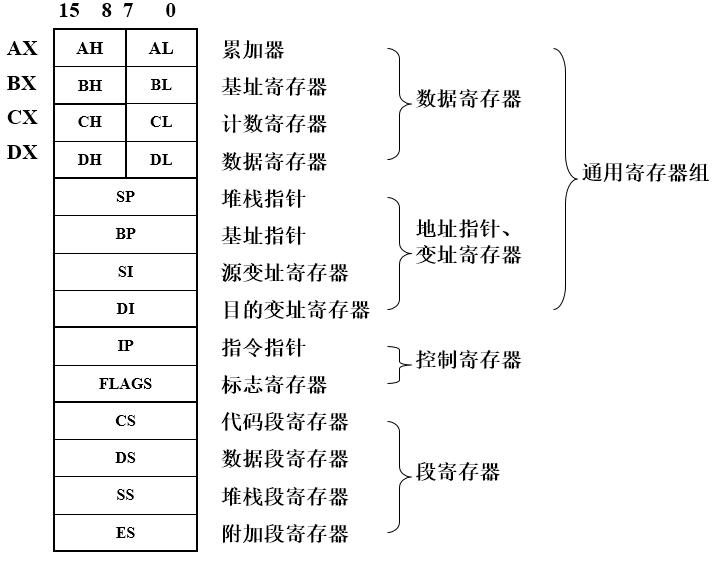 15 8 7 0
AX AH AL 累加器
BX BH BL 基址寄存器
数据寄存器
CX CH CL 计数寄存器
DX DH DL 数据寄存器
通用寄存器组
SP 堆栈指针
BP 基址指针
地址指针、
变址寄存器
SI 源变址寄存器
DI 目的变址寄存器
IP 指令指针
控制寄存器
FLAGS 标志寄存器
CS 代码段寄存器
DS 数据段寄存器
段寄存器
SS 堆栈段寄存器
ES 附加段寄存器